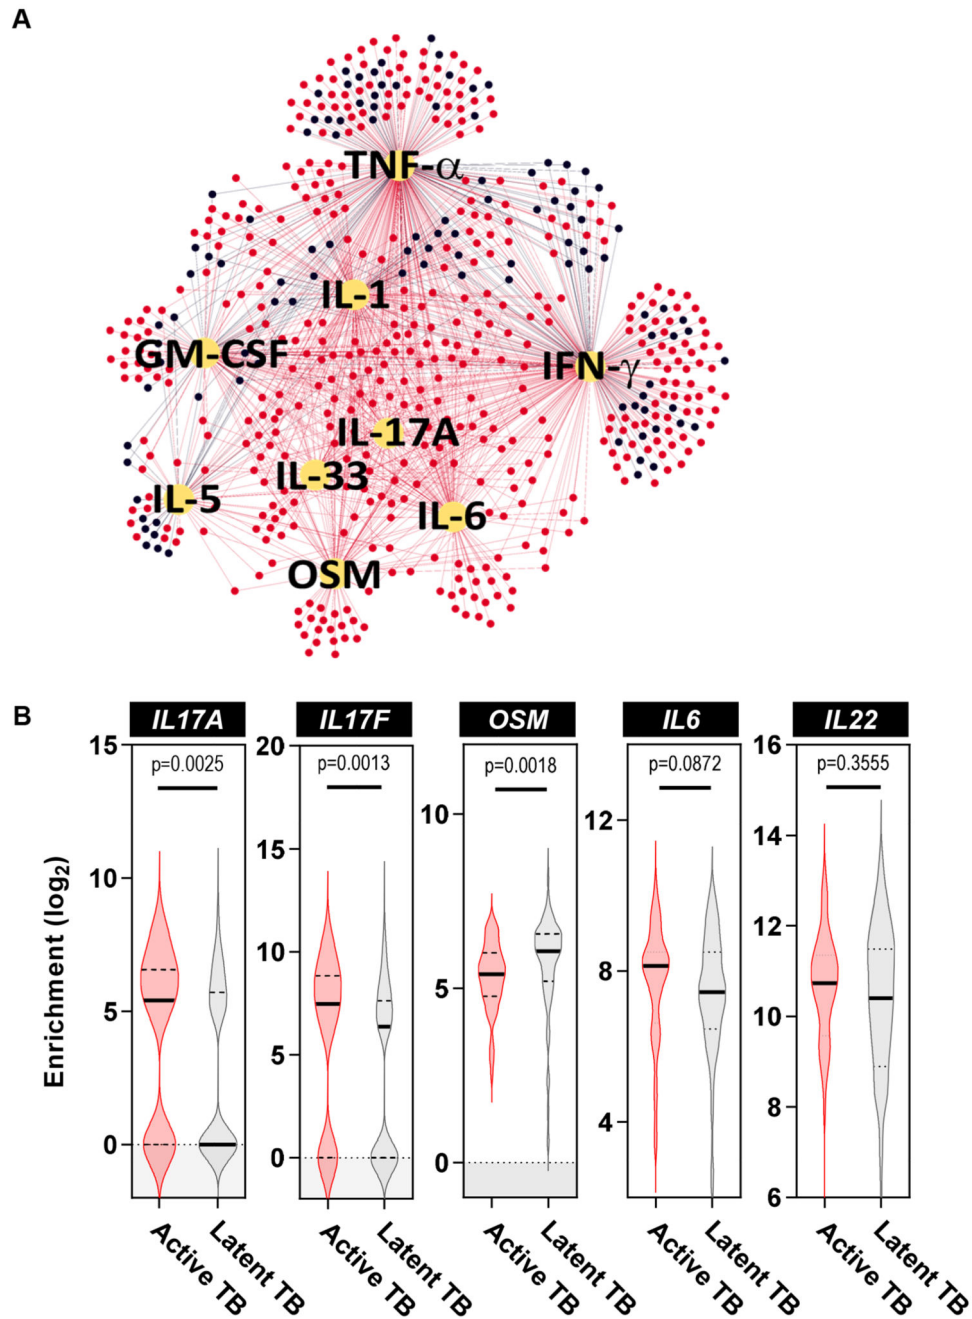 A
TNF-α
IL-1
GM-CSF
IFN-γ
IL-17A
IL-33
IL-5
IL-6
OSM
B
IL17A IL17F OSM IL6 IL22
p=0.0025 p=0.0013 p=0.0018 p=0.0872 p=0.3555
Enrichment (log₂)
15
10
5
0
20
15
10
5
0
10
5
0
12
8
4
16
14
12
10
8
6
Active TB
Latent TB
Active TB
Latent TB
Active TB
Latent TB
Active TB
Latent TB
Active TB
Latent TB